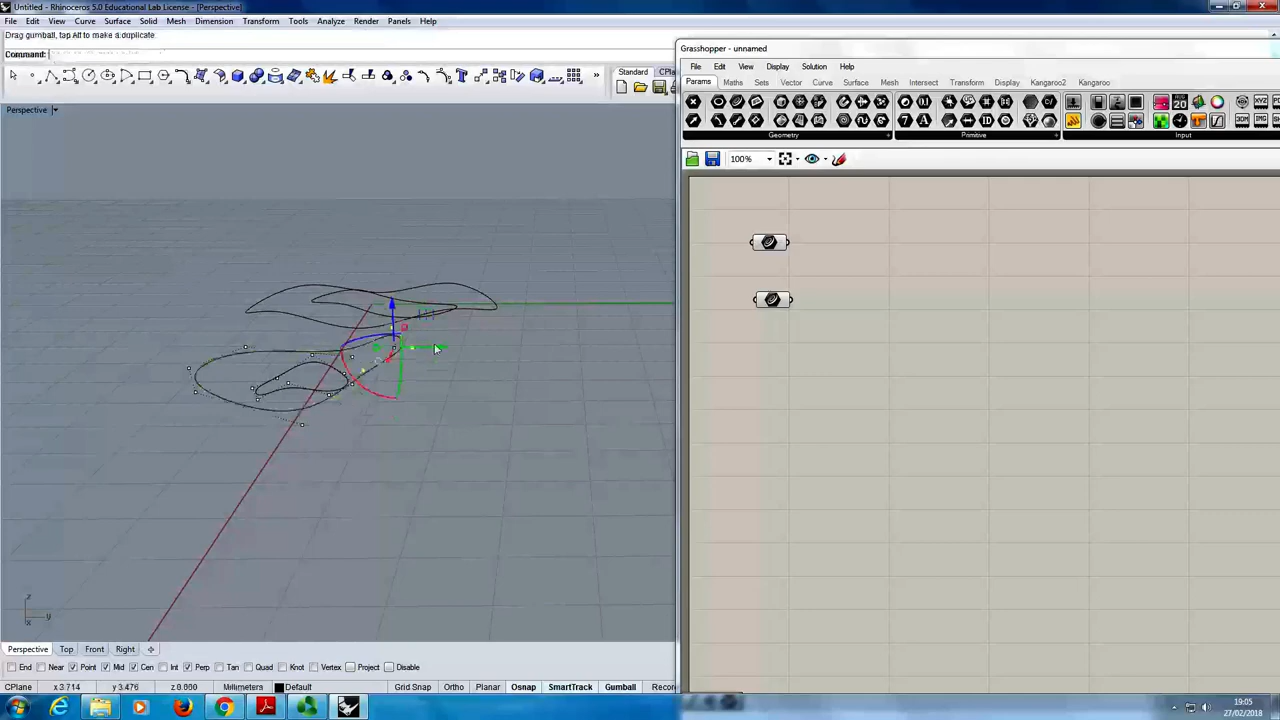 Untitled - Rhinoceros 5.0 Educational Lab License - [Perspective]
File Edit View Curve Surface Solid Mesh Dimension Transform Tools Analyze Render Panels Help
Drag gumball, tap Alt to make a duplicate
Command:
Standard CPla
Perspective
z
y
x
Perspective Top Front Right
End Near Point Mid Cen Int Perp Tan Quad Knot Vertex Project Disable
CPlane x 3.714 y 3.476 z 0.000 Millimeters Default Grid Snap Ortho Planar Osnap SmartTrack Gumball Recor
Grasshopper - unnamed
File Edit View Display Solution Help
Params Maths Sets Vector Curve Surface Mesh Intersect Transform Display Kangaroo2 Kangaroo
Geometry Primitive Input
100%
19:05
27/02/2018